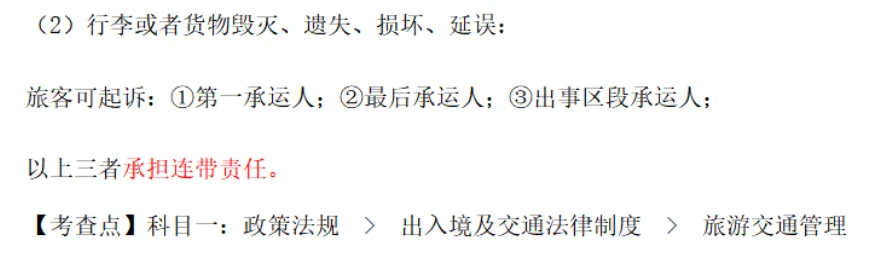 （2）行李或者货物毁灭、遗失、损坏、延误：
旅客可起诉：①第一承运人；②最后承运人；③出事区段承运人；
以上三者承担连带责任。
【考查点】科目一：政策法规 > 出入境及交通法律制度 > 旅游交通管理